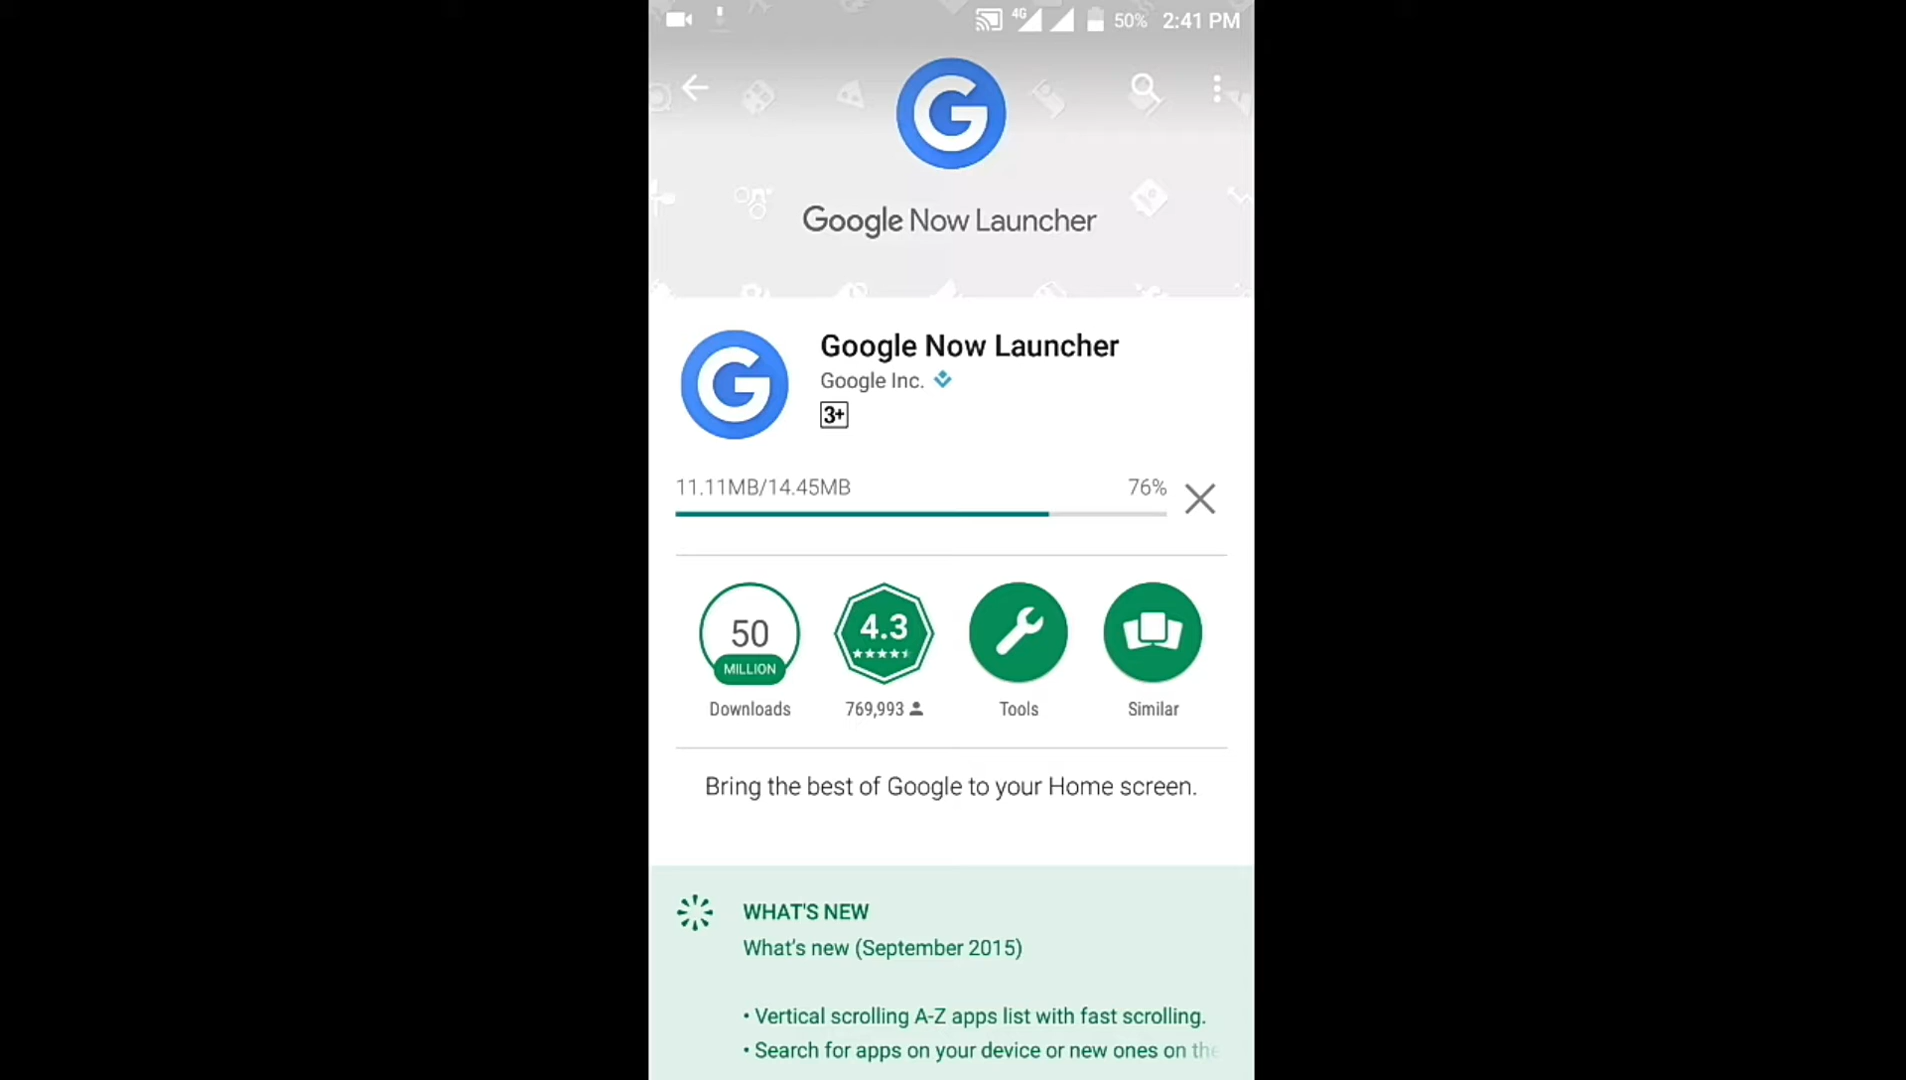 4G 50% 2:41 PM
G
Google Now Launcher
G
Google Now Launcher
Google Inc.
3+
11.11MB/14.45MB 76%
50 4.3
MILLION
Downloads 769,993 Tools Similar
Bring the best of Google to your Home screen.
WHAT'S NEW
What's new (September 2015)
• Vertical scrolling A-Z apps list with fast scrolling.
• Search for apps on your device or new ones on the